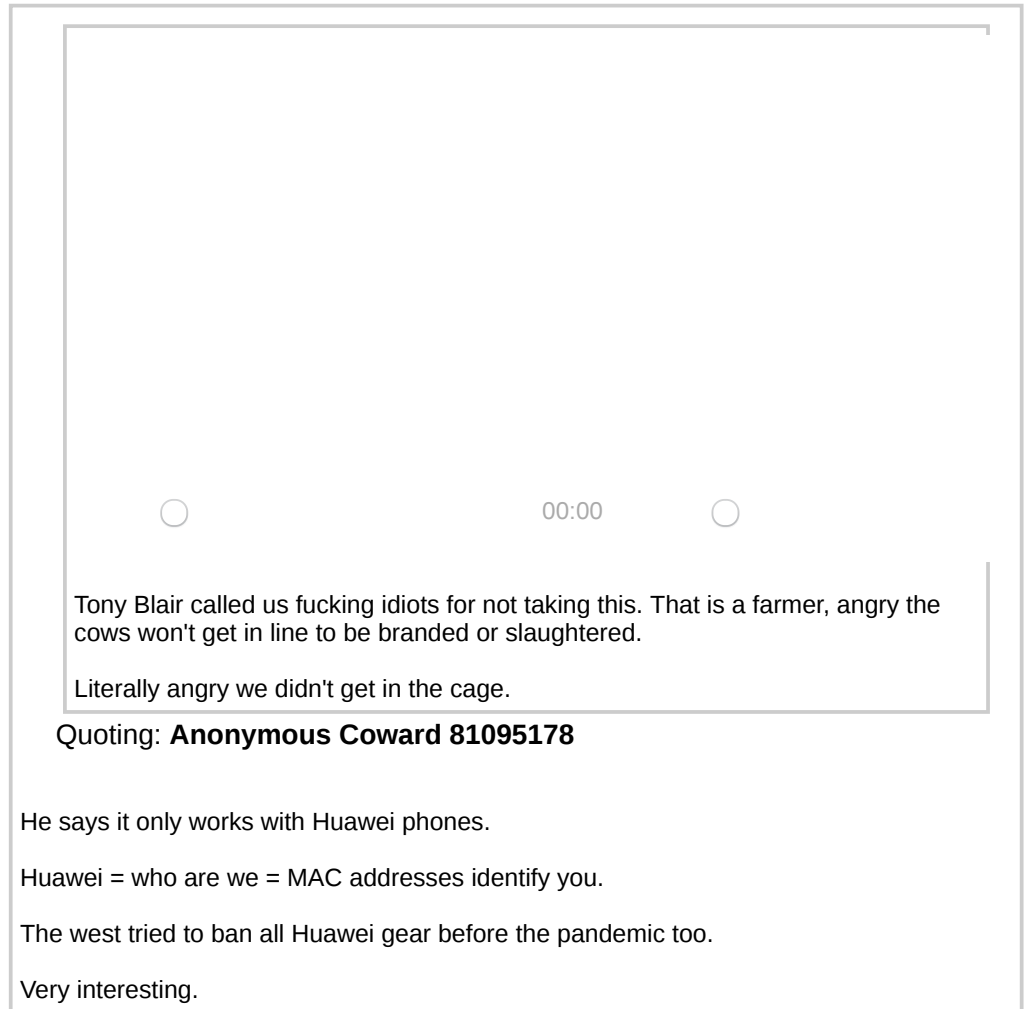 00:00
Tony Blair called us fucking idiots for not taking this. That is a farmer, angry the
cows won't get in line to be branded or slaughtered.
Literally angry we didn't get in the cage.
Quoting: Anonymous Coward 81095178
He says it only works with Huawei phones.
Huawei = who are we = MAC addresses identify you.
The west tried to ban all Huawei gear before the pandemic too.
Very interesting.